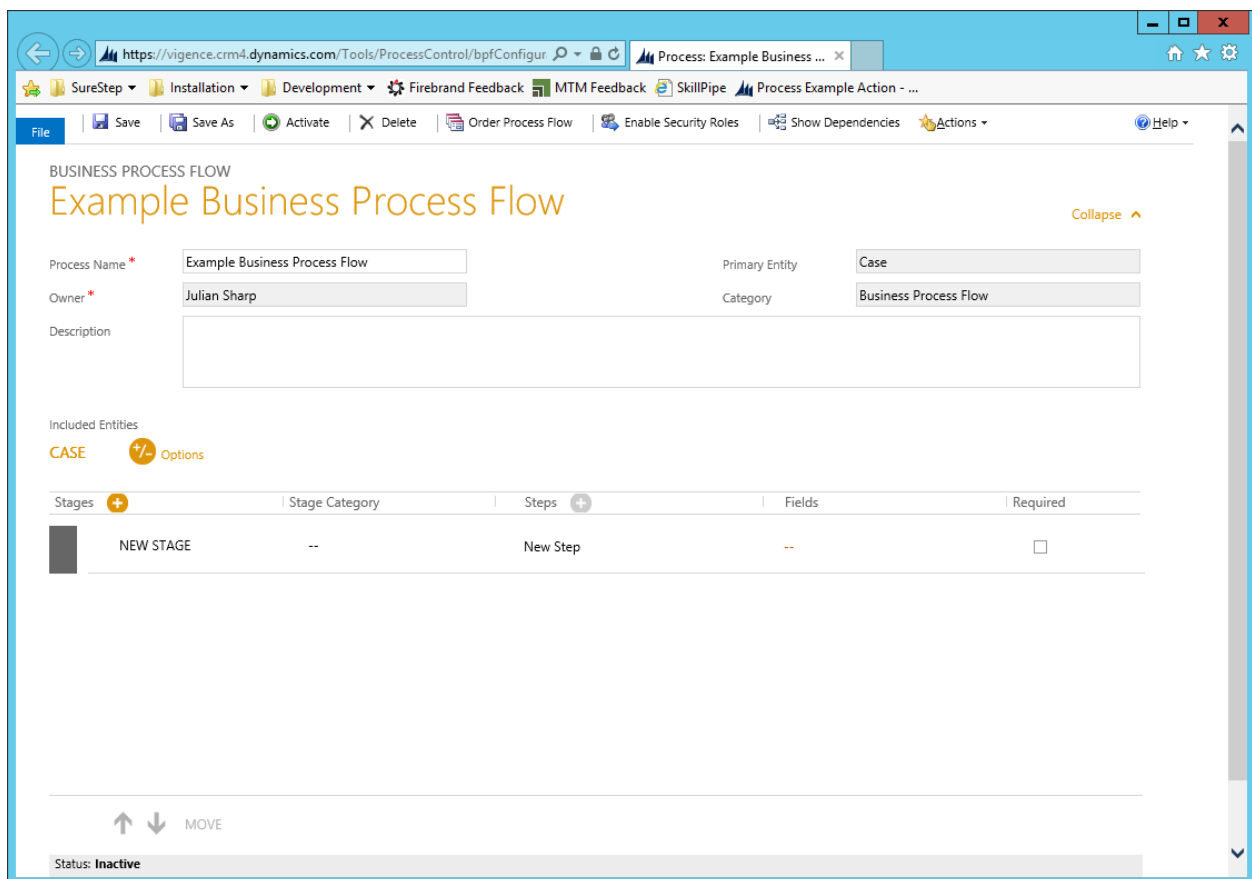 x
https://vigence.crm4.dynamics.com/Tools/ProcessControl/bpfConfigur Process: Example Business ... ×
SureStep Installation Development Firebrand Feedback MTM Feedback SkillPipe Process Example Action - ...
File Save Save As Activate Delete Order Process Flow Enable Security Roles Show Dependencies Actions Help
BUSINESS PROCESS FLOW
Example Business Process Flow
Collapse
Process Name * Example Business Process Flow Primary Entity Case
Owner * Julian Sharp Category Business Process Flow
Description
Included Entities
CASE +/- Options
Stages + Stage Category Steps + Fields Required
NEW STAGE -- New Step --
MOVE
Status: Inactive